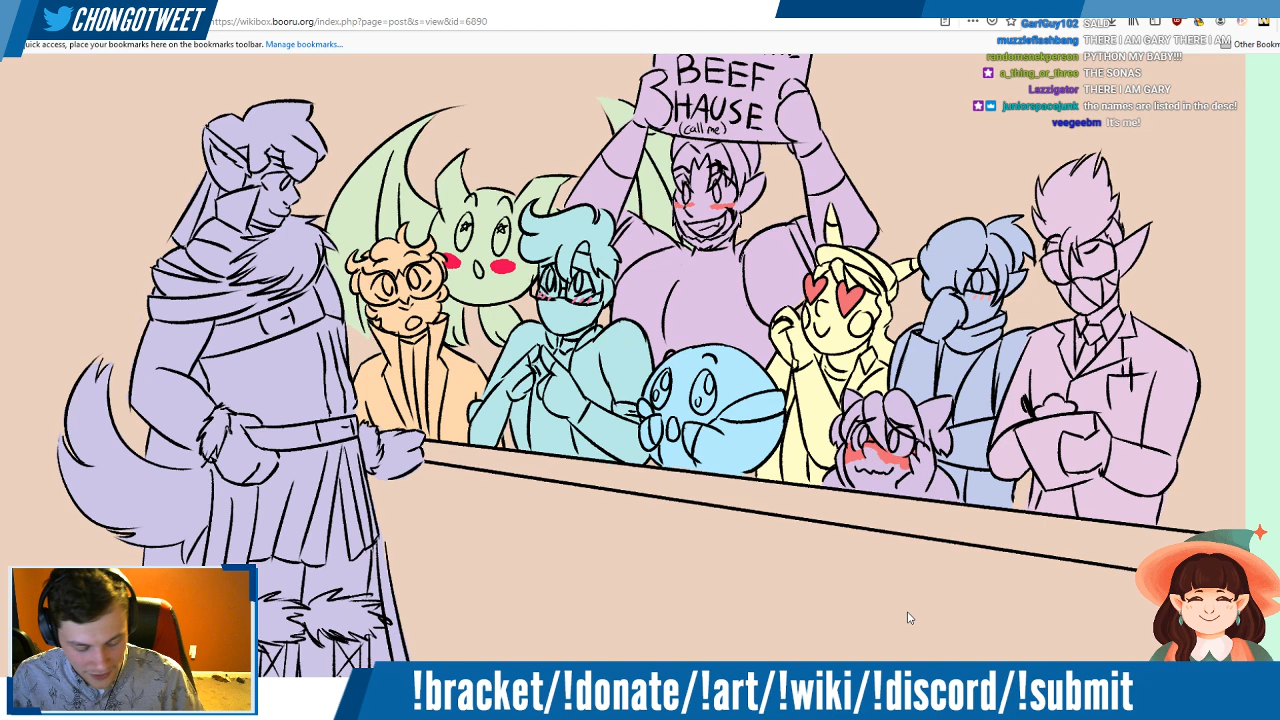 CHONGOTWEET
https://wikibox.booru.org/index.php?page=post&s=view&id=6890
quick access, place your bookmarks here on the bookmarks toolbar. Manage bookmarks...
Other Bookm
GarfGuy102 SALD
muzzleflashbang THERE I AM GARY THERE I AM
randomsnekperson PYTHON MY BABY!!!
a_thing_or_three THE SONAS
Lazzigator THERE I AM GARY
juniorspacejunk the names are listed in the desc!
veegeebm It's me!
BEEF
HAUSE
(call me)
!bracket/!donate/!art/!wiki/!discord/!submit